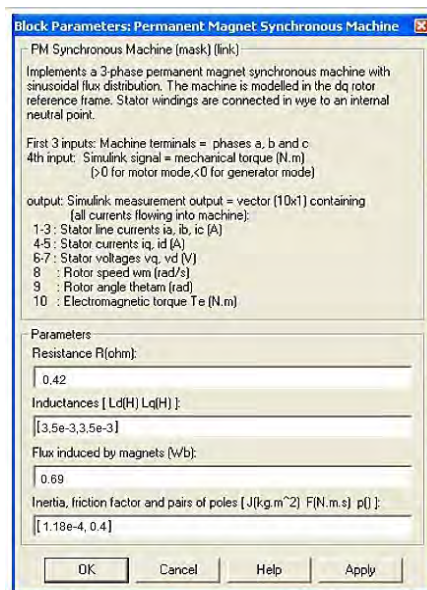 Block Parameters: Permanent Magnet Synchronous Machine
PM Synchronous Machine (mask) (link)
Implements a 3-phase permanent magnet synchronous machine with
sinusoidal flux distribution. The machine is modelled in the dq rotor
reference frame. Stator windings are connected in wye to an internal
neutral point.
First 3 inputs: Machine terminals = phases a, b and c
4th input: Simulink signal = mechanical torque (N.m)
(>0 for motor mode,<0 for generator mode)
output: Simulink measurement output = vector (10x1) containing
(all currents flowing into machine):
1-3 : Stator line currents ia, ib, ic (A)
4-5 : Stator currents iq, id (A)
6-7 : Stator voltages vq, vd (V)
8 : Rotor speed wm (rad/s)
9 : Rotor angle thetam (rad)
10 : Electromagnetic torque Te (N.m)
Parameters
Resistance R(ohm):
0.42
Inductances [ Ld(H) Lq(H) ]:
[3,5e-3,3,5e-3]
Flux induced by magnets (Wb):
0.69
Inertia, friction factor and pairs of poles [ J(kg.m^2) F(N.m.s) p() ]:
[ 1.18e-4, 0.4]
OK
Cancel
Help
Apply